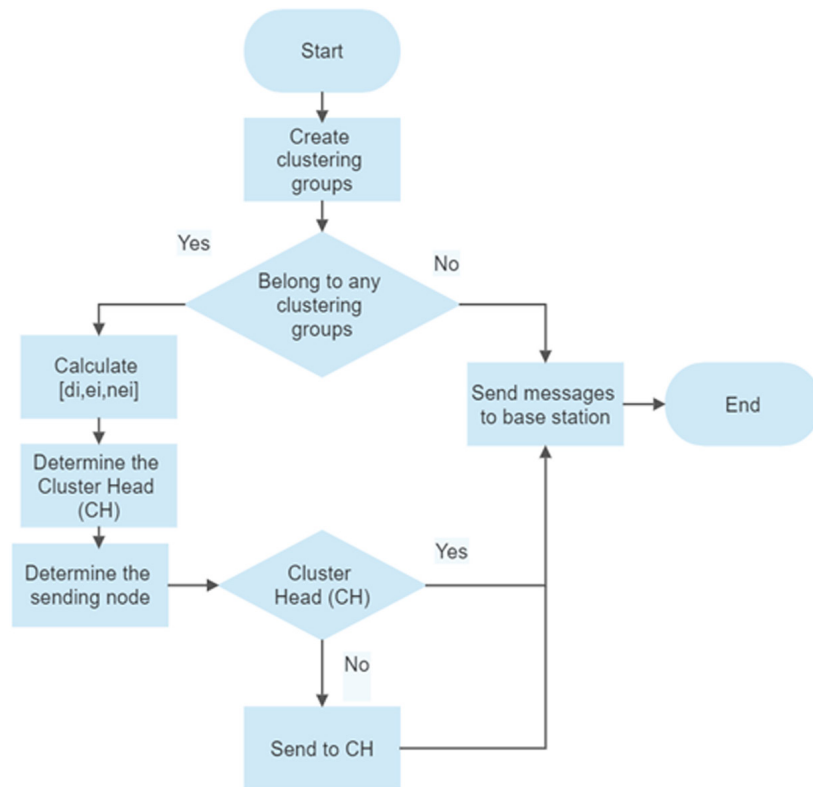 Start
Create
clustering
groups
Yes
No
Belong to any
clustering
groups
Calculate
[di,ei,nei]
Send messages
to base station
End
Determine the
Cluster Head
(CH)
Determine the
sending node
Cluster
Head (CH)
Yes
No
Send to CH